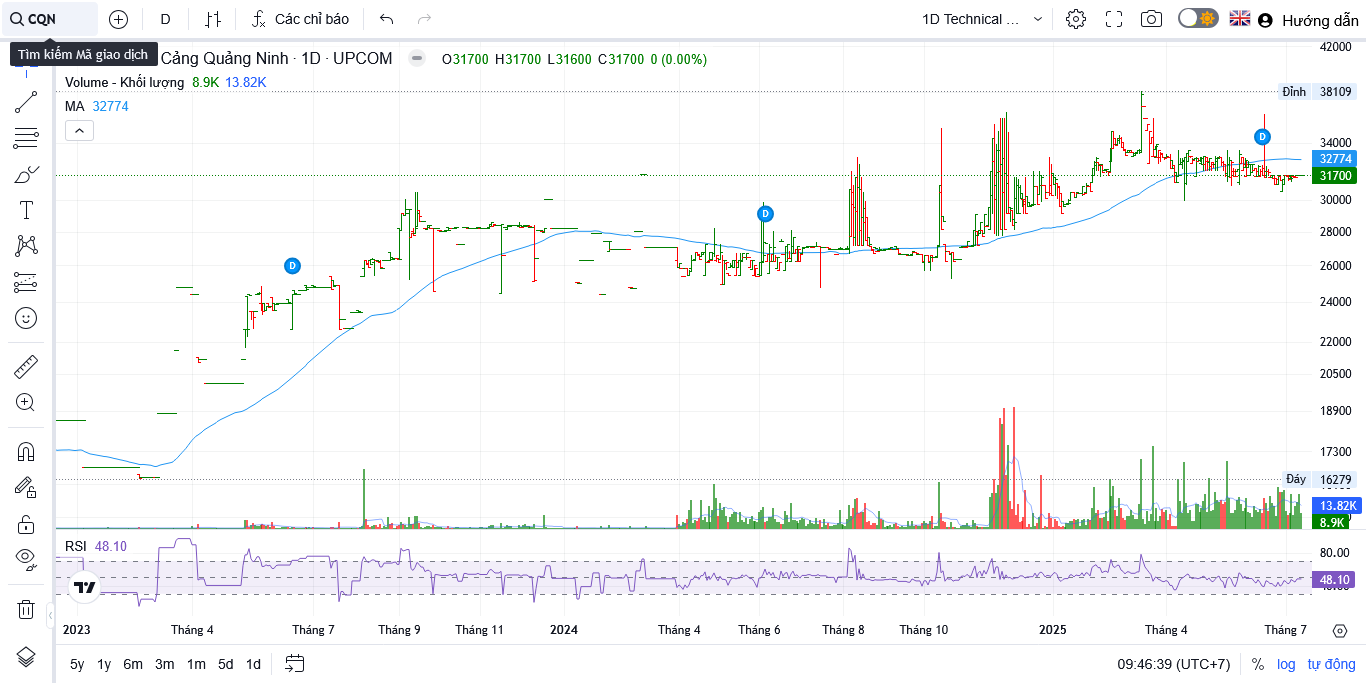 CQN
D
Các chỉ báo
1D Technical ...
Hướng dẫn
Tìm kiếm Mã giao dịch
Cảng Quảng Ninh · 1D · UPCOM
O31700 H31700 L31600 C31700 0 (0.00%)
Volume - Khối lượng 8.9K 13.82K
MA 32774
42000
Đỉnh 38109
34000
32774
31700
30000
28000
26000
24000
22000
20500
18900
17300
Đáy 16279
13.82K
8.9K
D
D
D
RSI 48.10
80.00
48.10
2023
Tháng 4
Tháng 7
Tháng 9
Tháng 11
2024
Tháng 4
Tháng 6
Tháng 8
Tháng 10
2025
Tháng 4
Tháng 7
5y 1y 6m 3m 1m 5d 1d
09:46:39 (UTC+7)
%
log
tự động